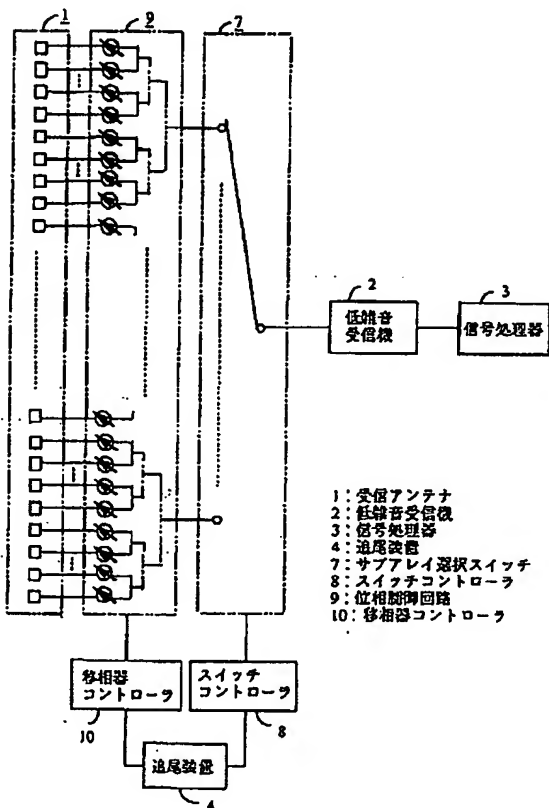 1
9
7
2
低雑音
受信機
3
信号処理器
1:受信アンテナ
2:低雑音受信機
3:信号処理器
4:追尾装置
7:サブアレイ選択スイッチ
8:スイッチコントローラ
9:位相制御回路
10:移相器コントローラ
移相器
コントローラ
10
スイッチ
コントローラ
8
追尾装置
4